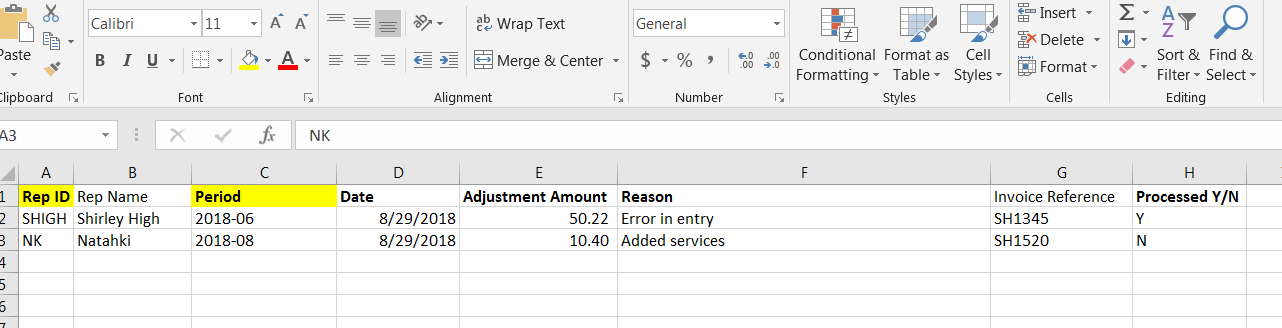 Calibri 11 A A ab Wrap Text General Insert Σ A Z
Paste B I U A Merge & Center $ % , Conditional Formatting Format as Table Cell Styles Delete Format Sort & Filter Find & Select
Clipboard Font Alignment Number Styles Cells Editing
A3 fx NK
A B C D E F G H
1 Rep ID Rep Name Period Date Adjustment Amount Reason Invoice Reference Processed Y/N
2 SHIGH Shirley High 2018-06 8/29/2018 50.22 Error in entry SH1345 Y
3 NK Natahki 2018-08 8/29/2018 10.40 Added services SH1520 N
4
5
6